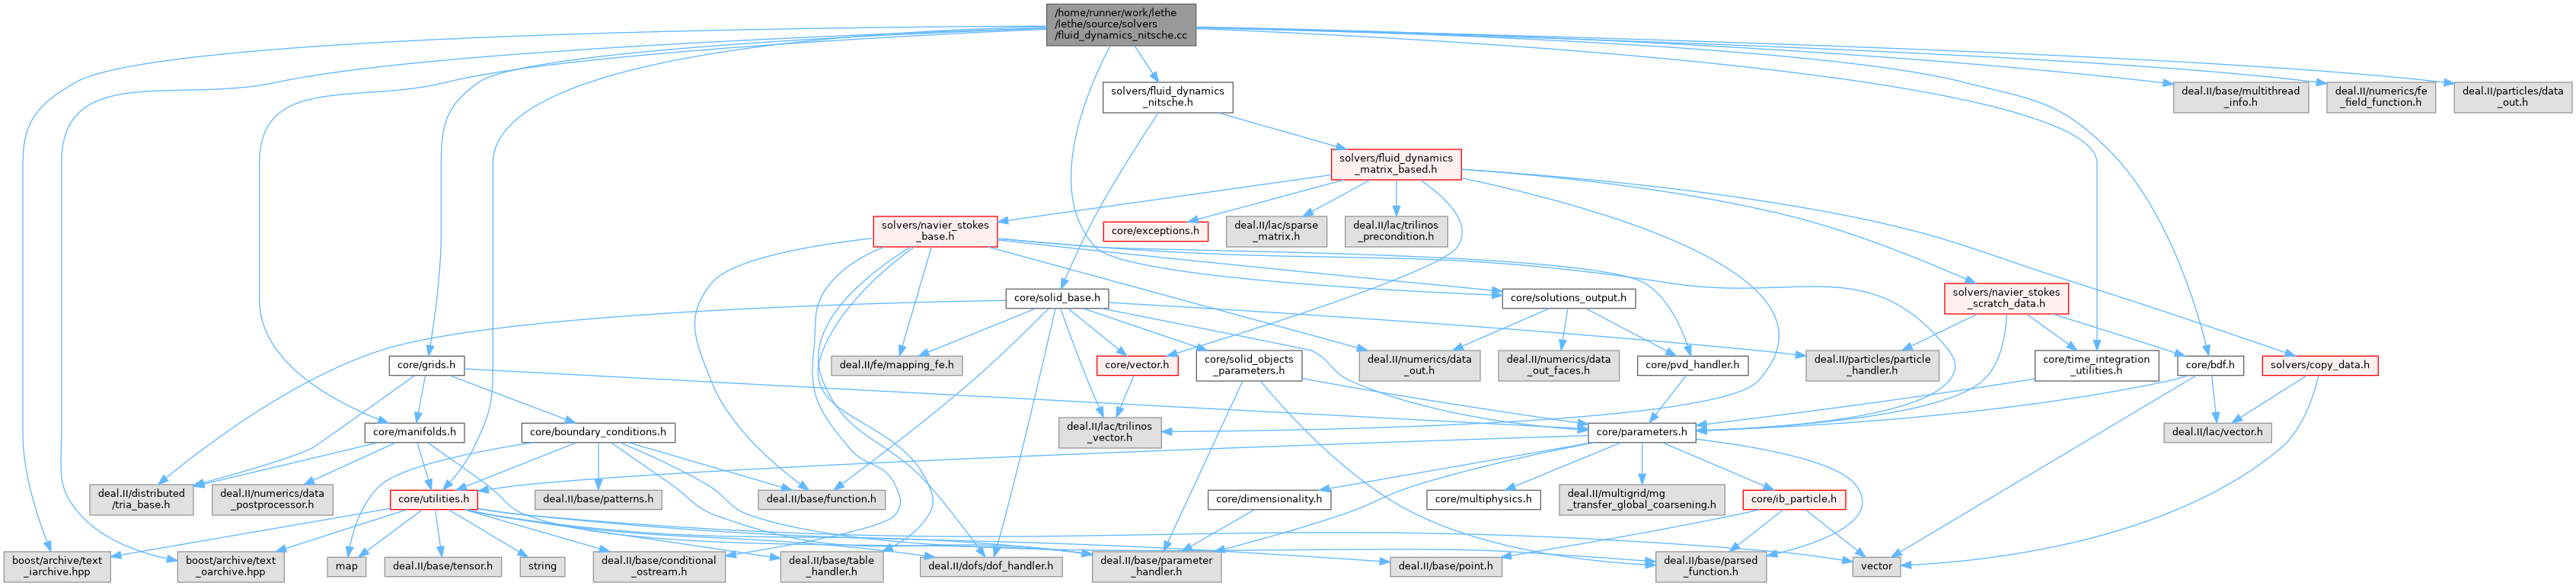 /home/runner/work/lethe
/lethe/source/solvers
/fluid_dynamics_nitsche.cc
solvers/fluid_dynamics
_nitsche.h
deal.II/base/multithread
_info.h
deal.II/numerics/fe
_field_function.h
deal.II/particles/data
_out.h
solvers/fluid_dynamics
_matrix_based.h
solvers/navier_stokes
_base.h
core/exceptions.h
deal.II/lac/sparse
_matrix.h
deal.II/lac/trilinos
_precondition.h
core/solid_base.h
core/solutions_output.h
solvers/navier_stokes
_scratch_data.h
core/grids.h
deal.II/fe/mapping_fe.h
core/vector.h
core/solid_objects
_parameters.h
deal.II/numerics/data
_out.h
deal.II/numerics/data
_out_faces.h
core/pvd_handler.h
deal.II/particles/particle
_handler.h
core/time_integration
_utilities.h
core/bdf.h
solvers/copy_data.h
core/manifolds.h
core/boundary_conditions.h
deal.II/lac/trilinos
_vector.h
core/parameters.h
deal.II/lac/vector.h
deal.II/distributed
/tria_base.h
deal.II/numerics/data
_postprocessor.h
core/utilities.h
deal.II/base/patterns.h
deal.II/base/function.h
core/dimensionality.h
core/multiphysics.h
deal.II/multigrid/mg
_transfer_global_coarsening.h
core/ib_particle.h
boost/archive/text
_iarchive.hpp
boost/archive/text
_oarchive.hpp
map
deal.II/base/tensor.h
string
deal.II/base/conditional
_ostream.h
deal.II/base/table
_handler.h
deal.II/dofs/dof_handler.h
deal.II/base/parameter
_handler.h
deal.II/base/point.h
deal.II/base/parsed
_function.h
vector